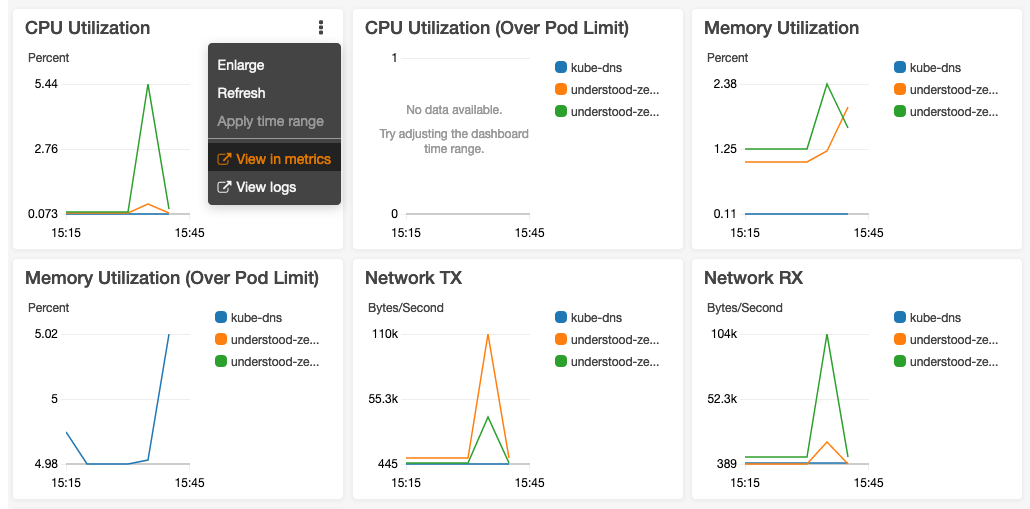 CPU Utilization
Percent
5.44
2.76
0.073
15:15
15:45
Enlarge
Refresh
Apply time range
View in metrics
View logs
CPU Utilization (Over Pod Limit)
1
0
No data available.
Try adjusting the dashboard
time range.
15:15
15:45
kube-dns
understood-ze...
understood-ze...
Memory Utilization
Percent
2.38
1.25
0.11
15:15
15:45
kube-dns
understood-ze...
understood-ze...
Memory Utilization (Over Pod Limit)
Percent
5.02
5
4.98
15:15
15:45
kube-dns
understood-ze...
understood-ze...
Network TX
Bytes/Second
110k
55.3k
445
15:15
15:45
kube-dns
understood-ze...
understood-ze...
Network RX
Bytes/Second
104k
52.3k
389
15:15
15:45
kube-dns
understood-ze...
understood-ze...